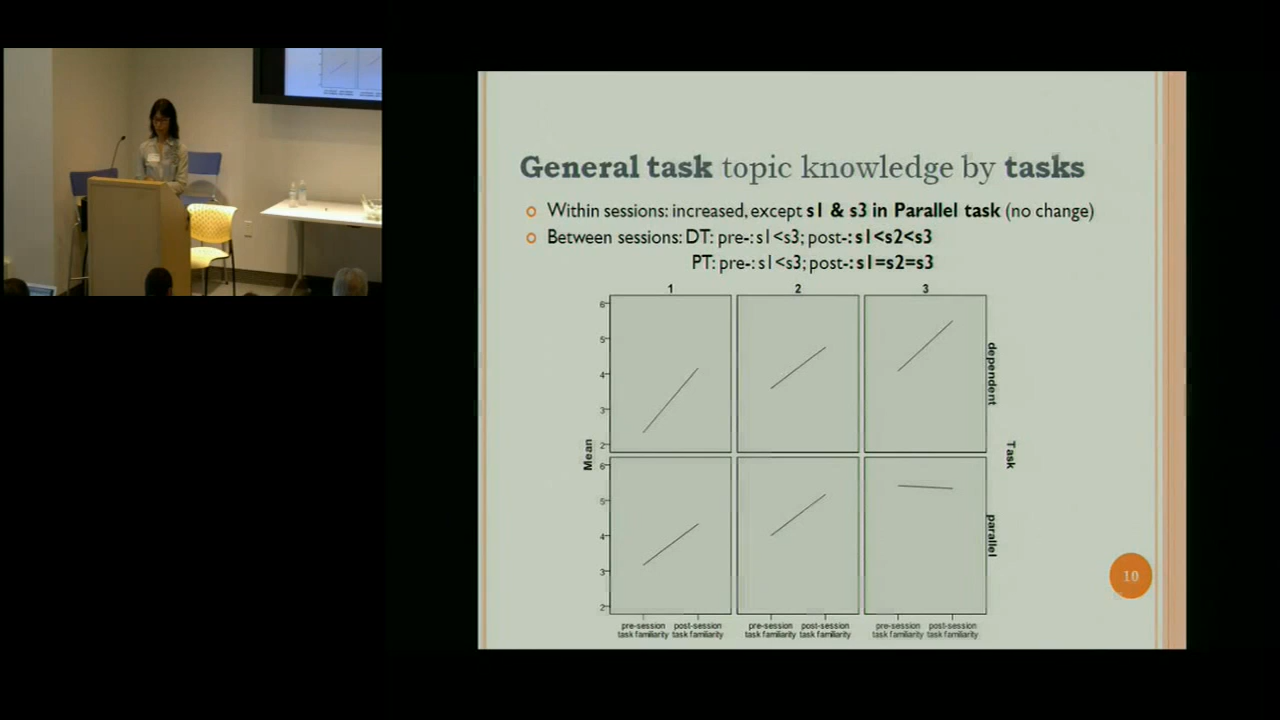 General task topic knowledge by tasks
Within sessions: increased, except s1 & s3 in Parallel task (no change)
Between sessions: DT: pre-: s1<s3; post-: s1<s2<s3
PT: pre-: s1<s3; post-: s1=s2=s3
1 2 3
6
5
4
3
2
dependent
Mean
Task
6
5
4
3
2
parallel
10
pre-session post-session pre-session post-session pre-session post-session
task familiarity task familiarity task familiarity task familiarity task familiarity task familiarity